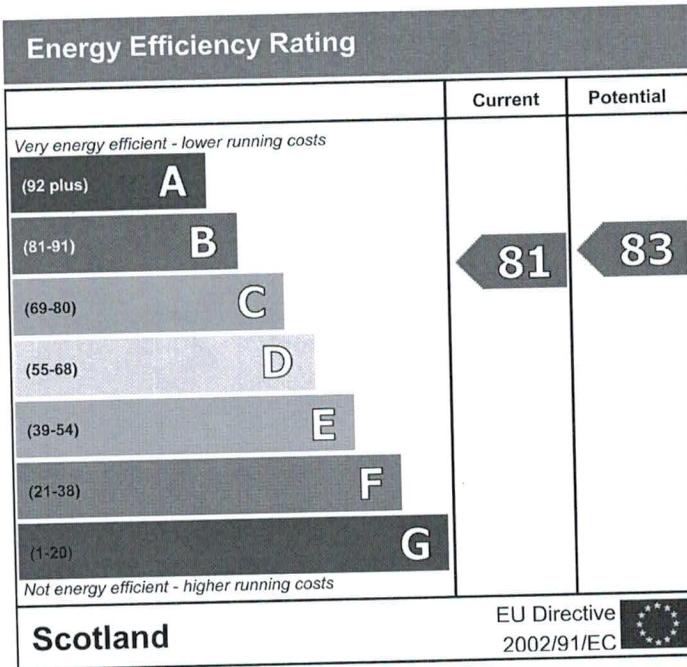 Energy Efficiency Rating
Current Potential
Very energy efficient - lower running costs
(92 plus) A
(81-91) B
81 83
(69-80) C
(55-68) D
(39-54) E
(21-38) F
(1-20) G
Not energy efficient - higher running costs
Scotland
EU Directive
2002/91/EC